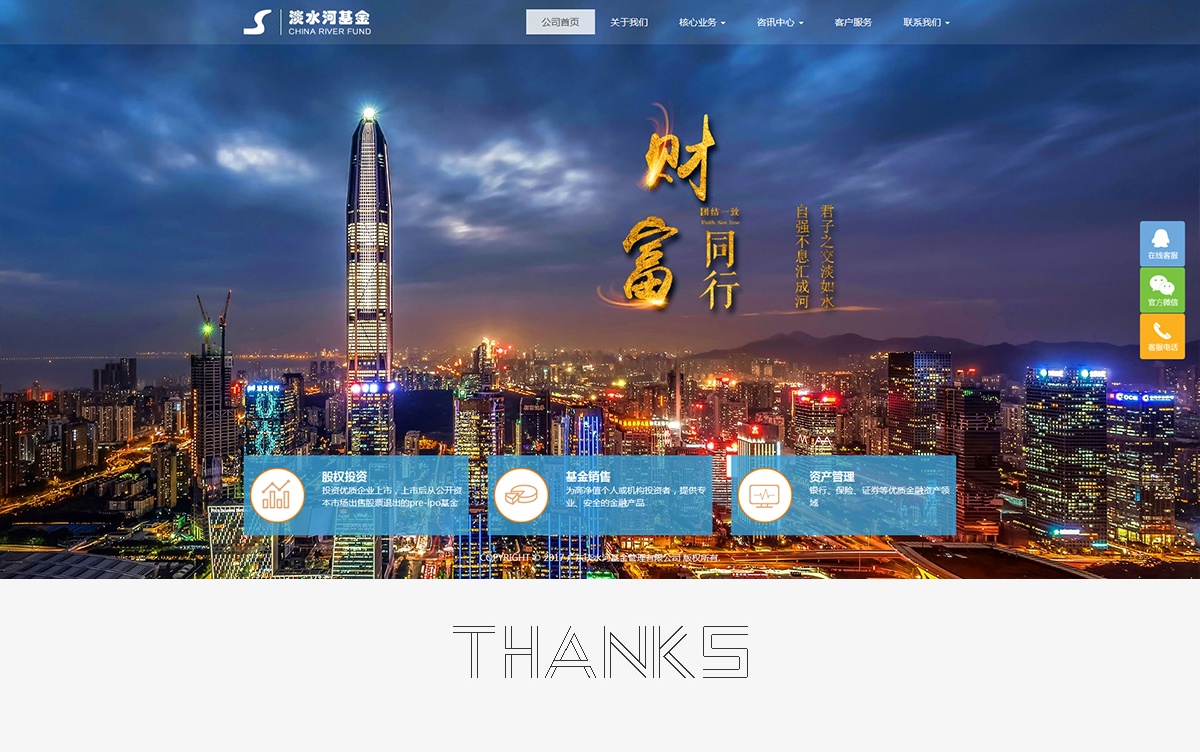 淡水河基金
CHINA RIVER FUND
公司首页
关于我们
核心业务
咨讯中心
客户服务
联系我们
财富
团结一致
同行
君子之交淡如水
自强不息汇成河
在线客服
官方微信
客服电话
股权投资
投资优质企业上市，上市后从公开资
本市场出售股票退出的pre-ipo基金
基金销售
为高净值个人或机构投资者，提供专
业、安全的金融产品
资产管理
银行、保险、证券等优质金融资产领
域
COPYRIGHT © 2017
基金管理有限公司 版权所有
THANKS